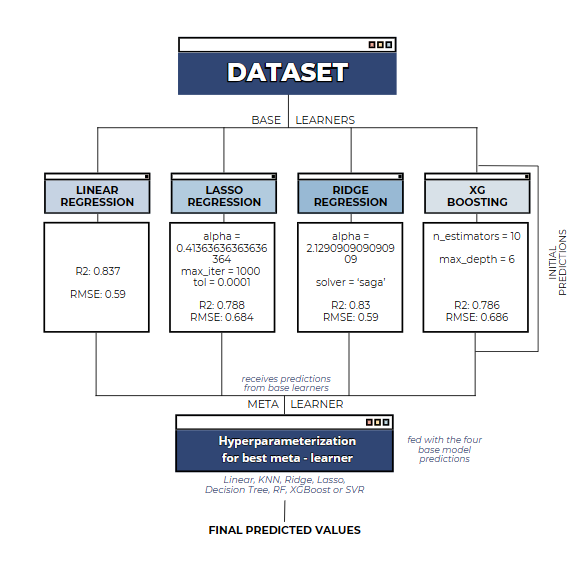 DATASET
BASE LEARNERS
LINEAR
REGRESSION
R2: 0.837
RMSE: 0.59
LASSO
REGRESSION
alpha =
0.41363636363636
364
max_iter = 1000
tol = 0.0001
R2: 0.788
RMSE: 0.684
RIDGE
REGRESSION
alpha =
2.1290909090909
09
solver = ‘saga’
R2: 0.83
RMSE: 0.59
XG
BOOSTING
n_estimators = 10
max_depth = 6
R2: 0.786
RMSE: 0.686
INITIAL
PREDICTIONS
receives predictions
from base learners
META LEARNER
Hyperparameterization
for best meta - learner
fed with the four
base model
predictions
Linear, KNN, Ridge, Lasso,
Decision Tree, RF, XGBoost or SVR
FINAL PREDICTED VALUES